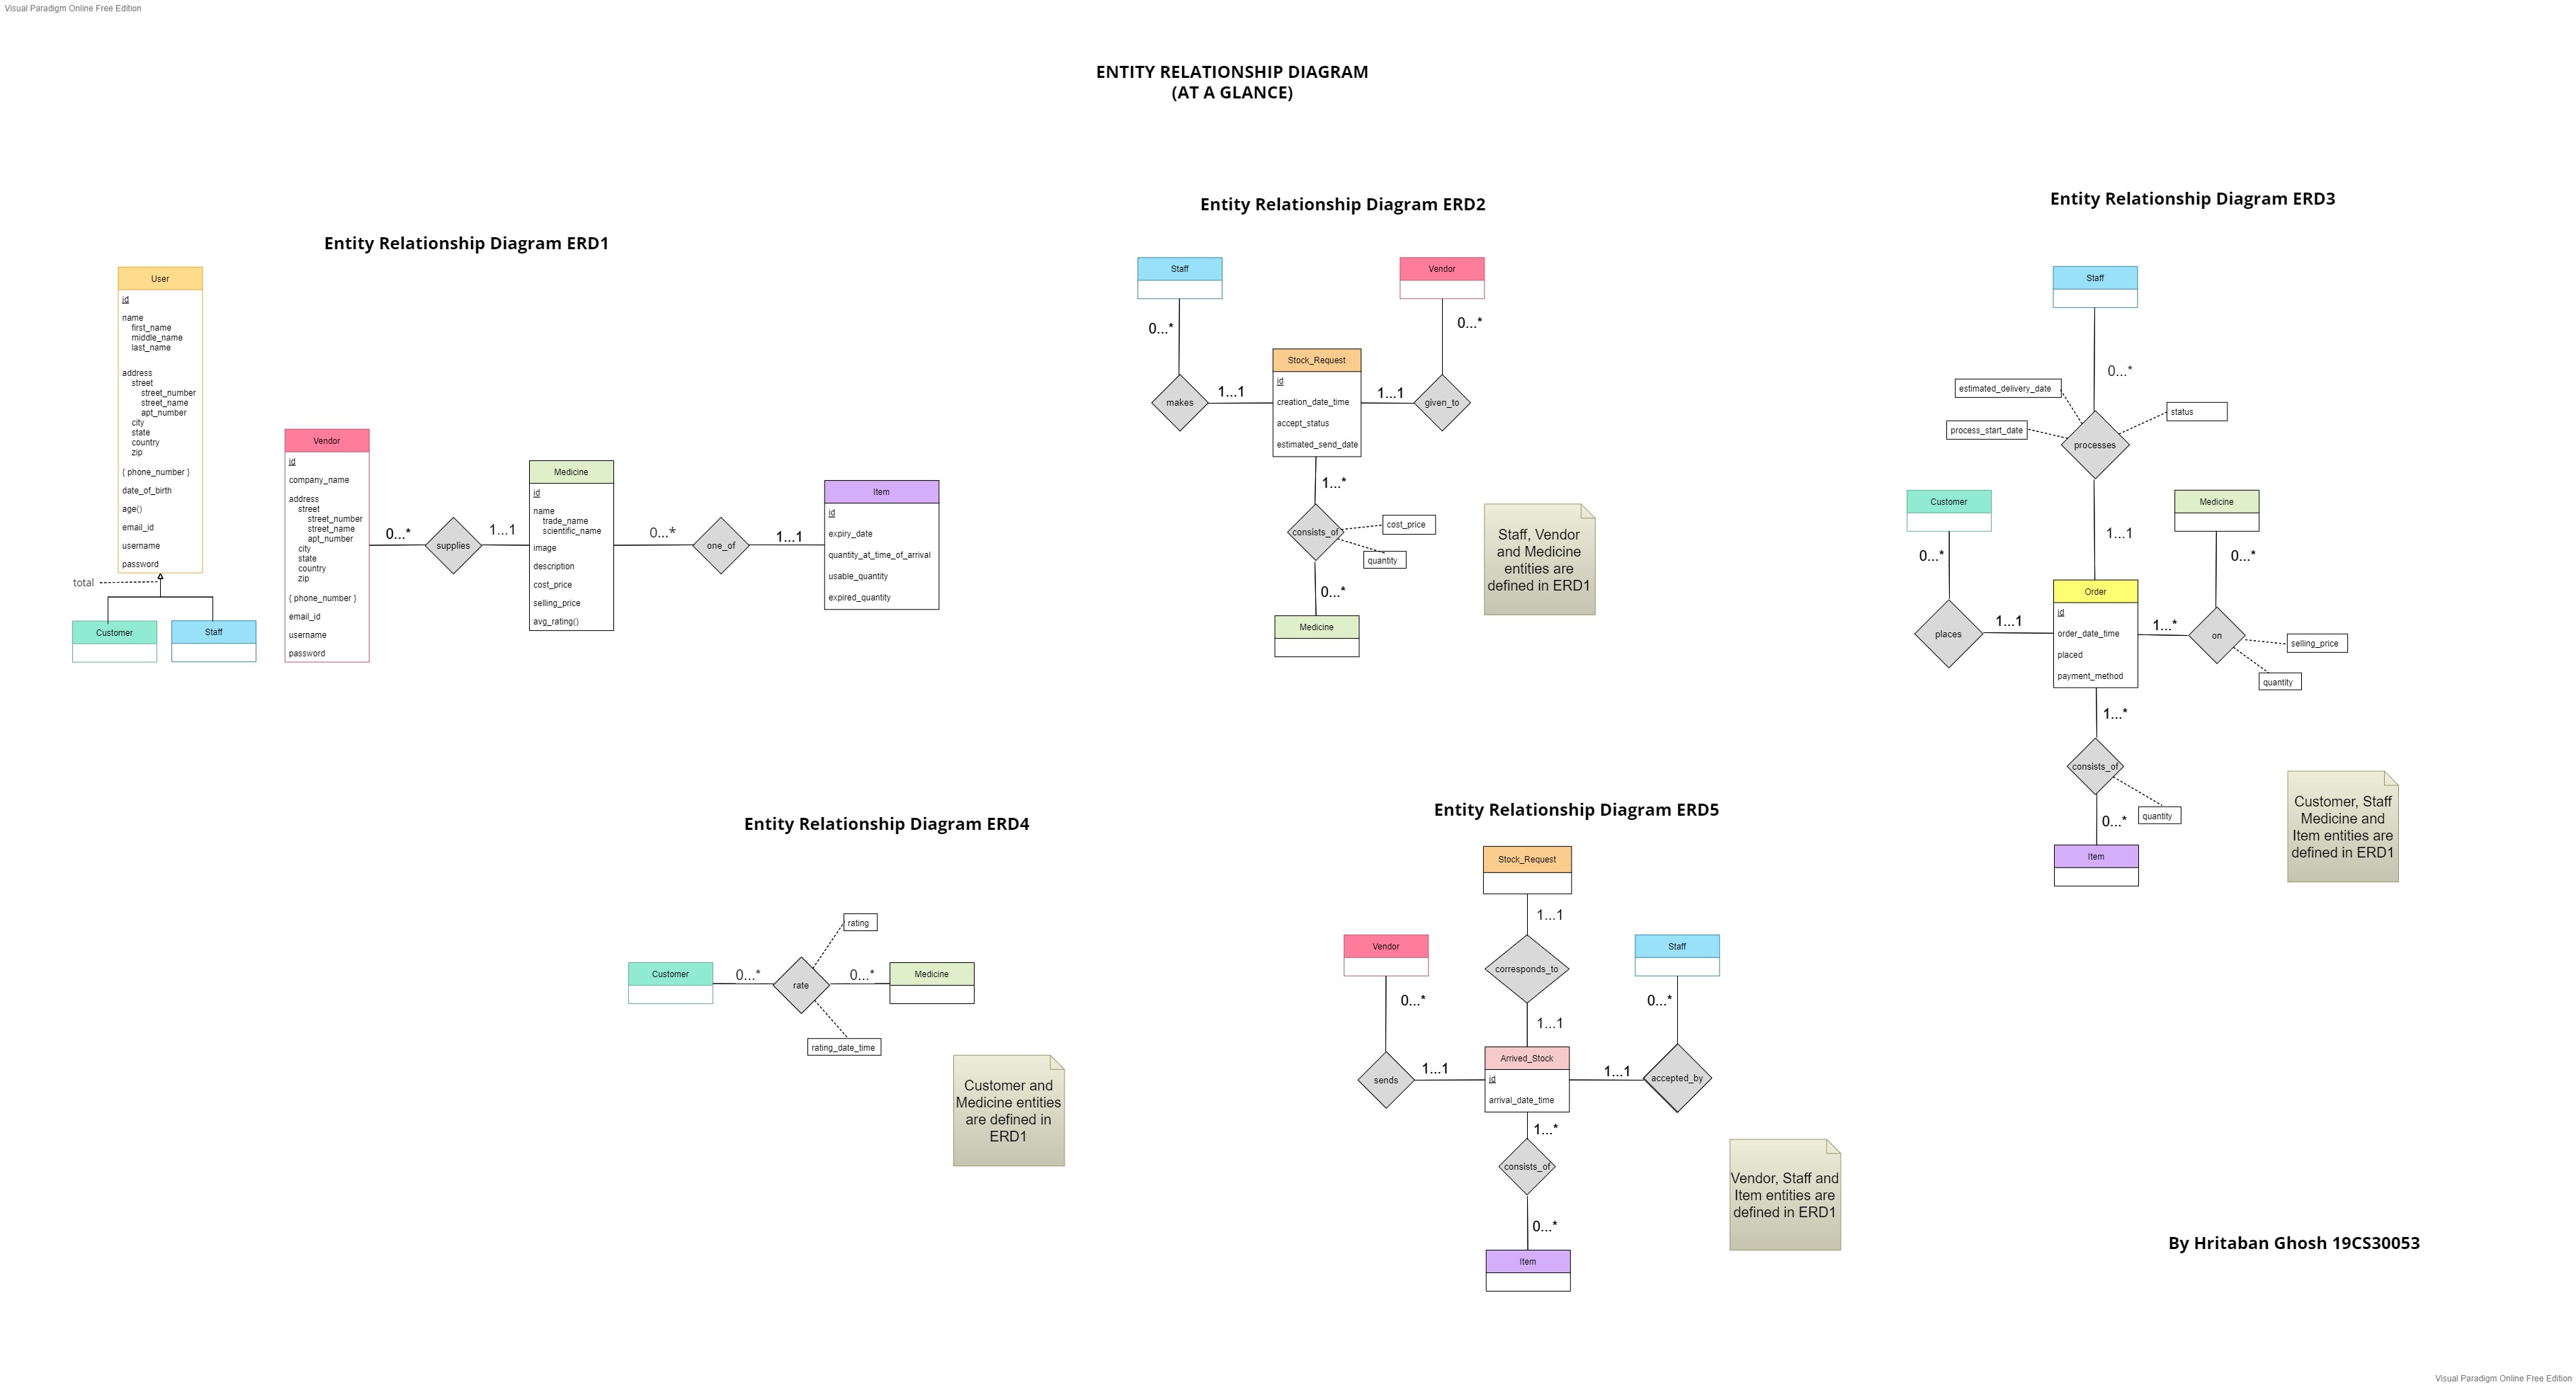 Visual Paradigm Online Free Edition
ENTITY RELATIONSHIP DIAGRAM
(AT A GLANCE)
Entity Relationship Diagram ERD1
User
id
name
first_name
middle_name
last_name
address
street
street_number
street_name
apt_number
city
state
country
zip
{ phone_number }
date_of_birth
age()
email_id
username
password
total
Customer
Staff
Vendor
id
company_name
address
street
street_number
street_name
apt_number
city
state
country
zip
{ phone_number }
email_id
username
password
0...*
supplies
1...1
Medicine
id
name
trade_name
scientific_name
image
description
cost_price
selling_price
avg_rating()
0...*
one_of
1...1
Item
id
expiry_date
quantity_at_time_of_arrival
usable_quantity
expired_quantity
Entity Relationship Diagram ERD2
Staff
Vendor
0...*
0...*
makes
1...1
Stock_Request
id
creation_date_time
accept_status
estimated_send_date
1...1
given_to
1...*
consists_of
cost_price
quantity
0...*
Medicine
Staff, Vendor
and Medicine
entities are
defined in ERD1
Entity Relationship Diagram ERD3
Staff
0...*
estimated_delivery_date
process_start_date
status
processes
Customer
Medicine
0...*
1...1
0...*
places
1...1
Order
id
order_date_time
placed
payment_method
1...*
on
selling_price
quantity
1...*
consists_of
quantity
0...*
Item
Customer, Staff
Medicine and
Item entities are
defined in ERD1
Entity Relationship Diagram ERD4
rating
Customer
0...*
rate
0...*
Medicine
rating_date_time
Customer and
Medicine entities
are defined in
ERD1
Entity Relationship Diagram ERD5
Stock_Request
1...1
Vendor
corresponds_to
Staff
0...*
1...1
0...*
sends
1...1
Arrived_Stock
id
arrival_date_time
1...1
accepted_by
1...*
consists_of
0...*
Item
Vendor, Staff and
Item entities are
defined in ERD1
By Hritaban Ghosh 19CS30053
Visual Paradigm Online Free Edition